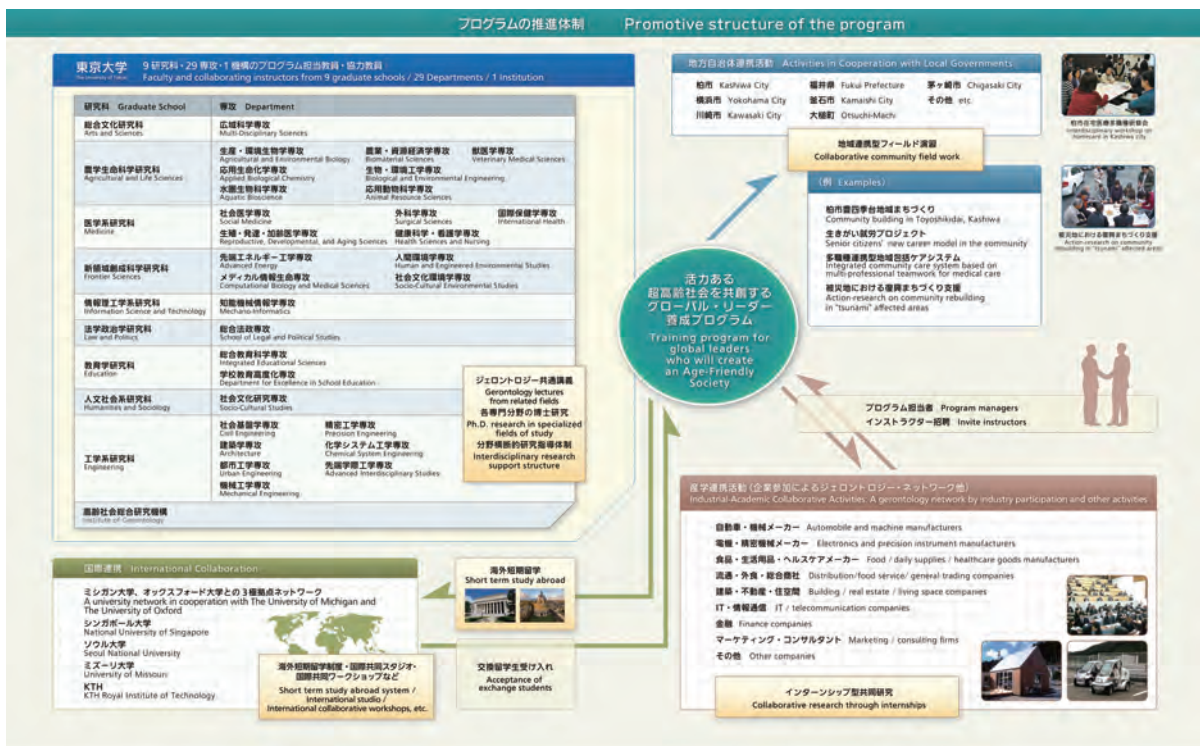 プログラムの推進体制 Promotive structure of the program
東京大学 9研究科・29専攻・1機構のプログラム担当教員・協力教員
The University of Tokyo Faculty and collaborating instructors from 9 graduate schools / 29 Departments / 1 Institution
研究科 Graduate School 専攻 Department
総合文化研究科
Arts and Sciences
広域科学専攻
Multi-Disciplinary Sciences
農学生命科学研究科
Agricultural and Life Sciences
生産・環境生物学専攻 農業・資源経済学専攻 獣医学専攻
Agricultural and Environmental Biology Biomaterial Sciences Veterinary Medical Sciences
応用生命化学専攻 生物・環境工学専攻
Applied Biological Chemistry Biological and Environmental Engineering
水圏生物科学専攻 応用動物科学専攻
Aquatic Bioscience Animal Resource Sciences
医学系研究科
Medicine
社会医学専攻 外科学専攻 国際保健学専攻
Social Medicine Surgical Sciences International Health
生殖・発達・加齢医学専攻 健康科学・看護学専攻
Reproductive, Developmental, and Aging Sciences Health Sciences and Nursing
新領域創成科学研究科
Frontier Sciences
先端エネルギー工学専攻 人間環境学専攻
Advanced Energy Human and Engineered Environmental Studies
メディカル情報生命専攻 社会文化環境学専攻
Computational Biology and Medical Sciences Socio-Cultural Environmental Studies
情報理工学系研究科
Information Science and Technology
知能機械情報学専攻
Mechano-Informatics
法学政治学研究科
Law and Politics
総合法政専攻
School of Legal and Political Studies
教育学研究科
Education
総合教育科学専攻
Integrated Educational Sciences
学校教育高度化専攻
Department for Excellence in School Education
人文社会系研究科
Humanities and Sociology
社会文化研究専攻
Socio-Cultural Studies
工学系研究科
Engineering
社会基盤学専攻 精密工学専攻
Civil Engineering Precision Engineering
建築学専攻 化学システム工学専攻
Architecture Chemical System Engineering
都市工学専攻 先端学際工学専攻
Urban Engineering Advanced Interdisciplinary Studies
機械工学専攻
Mechanical Engineering
高齢社会総合研究機構
Institute of Gerontology
ジェロントロジー共通講義
Gerontology lectures
from related fields
各専門分野の博士研究
Ph.D. research in specialized
fields of study
分野横断的研究指導体制
Interdisciplinary research
support structure
地方自治体連携活動 Activities in Cooperation with Local Governments
柏市 Kashiwa City 福井県 Fukui Prefecture 茅ヶ崎市 Chigasaki City
横浜市 Yokohama City 釜石市 Kamaishi City その他 etc.
川崎市 Kawasaki City 大槌町 Otsuchi-Machi
地域連携型フィールド演習
Collaborative community field work
柏市在宅医療多職種研修会
Interdisciplinary workshop on
homecare in Kashiwa city
(例 Examples)
柏市豊四季台地域まちづくり
Community building in Toyoshikidai, Kashiwa
生きがい就労プロジェクト
Senior citizens' new career model in the community
多職種連携型地域包括ケアシステム
Integrated community care system based on
multi-professional teamwork for medical care
被災地における復興まちづくり支援
Action-research on community rebuilding
in "tsunami" affected areas
被災地における復興まちづくり支援
Action-research on community
rebuilding in "tsunami" affected areas
活力ある
超高齢社会を共創する
グローバル・リーダー
養成プログラム
Training program for
global leaders
who will create
an Age-Friendly
Society
プログラム担当者 Program managers
インストラクター招聘 Invite instructors
産学連携活動(企業参加によるジェロントロジー・ネットワーク他)
Industrial-Academic Collaborative Activities: A gerontology network by industry participation and other activities
自動車・機械メーカー Automobile and machine manufacturers
電機・精密機械メーカー Electronics and precision instrument manufacturers
食品・生活用品・ヘルスケアメーカー Food / daily supplies / healthcare goods manufacturers
流通・外食・総合商社 Distribution/food service/ general trading companies
建築・不動産・住空間 Building / real estate / living space companies
IT・情報通信 IT / telecommunication companies
金融 Finance companies
マーケティング・コンサルタント Marketing / consulting firms
その他 Other companies
インターンシップ型共同研究
Collaborative research through internships
国際連携 International Collaboration
ミシガン大学、オックスフォード大学との3極拠点ネットワーク
A university network in cooperation with The University of Michigan and
The University of Oxford
シンガポール大学
National University of Singapore
ソウル大学
Seoul National University
ミズーリ大学
University of Missouri
KTH
KTH Royal Institute of Technology
海外短期留学制度・国際共同スタジオ・
国際共同ワークショップなど
Short term study abroad system /
International studio /
International collaborative workshops, etc.
海外短期留学
Short term study abroad
交換留学生受け入れ
Acceptance of
exchange students